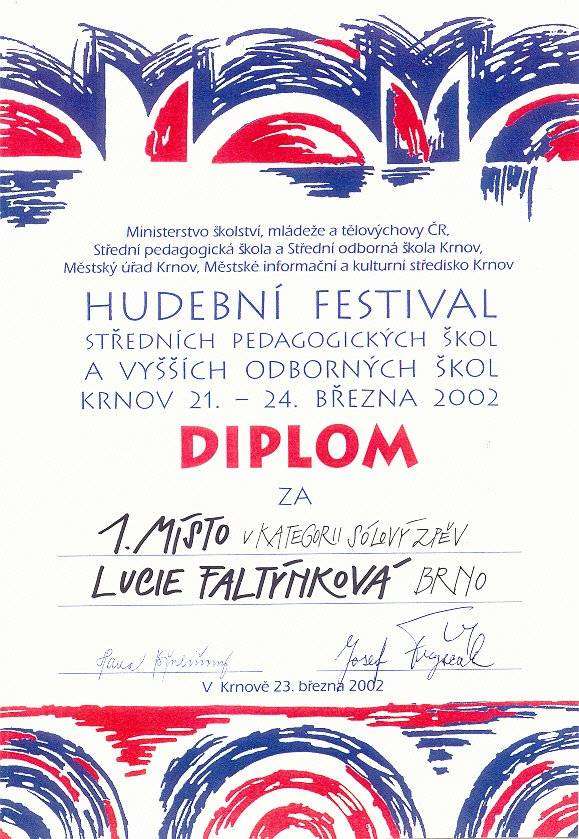 Ministerstvo školství, mládeže a tělovýchovy ČR,
Střední pedagogická škola a Střední odborná škola Krnov,
Městský úřad Krnov, Městské informační a kulturní středisko Krnov
HUDEBNÍ FESTIVAL
STŘEDNÍCH PEDAGOGICKÝCH ŠKOL
A VYŠŠÍCH ODBORNÝCH ŠKOL
KRNOV 21. – 24. BŘEZNA 2002
DIPLOM
ZA
1. MÍSTO V KATEGORII SÓLOVÝ ZPĚV
LUCIE FALTÝNKOVÁ BRNO
Josef
V Krnově 23. března 2002